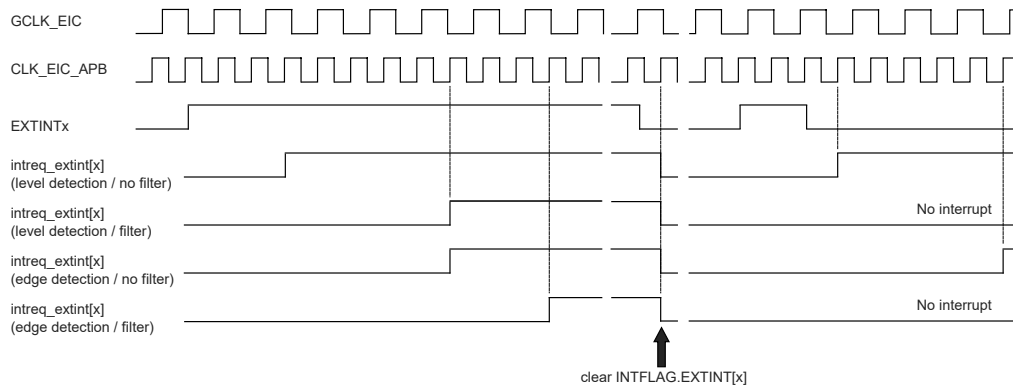 GCLK_EIC
CLK_EIC_APB
EXTINTx
intreq_extint[x]
(level detection / no filter)
intreq_extint[x]
(level detection / filter)
No interrupt
intreq_extint[x]
(edge detection / no filter)
intreq_extint[x]
(edge detection / filter)
No interrupt
clear INTFLAG.EXTINT[x]